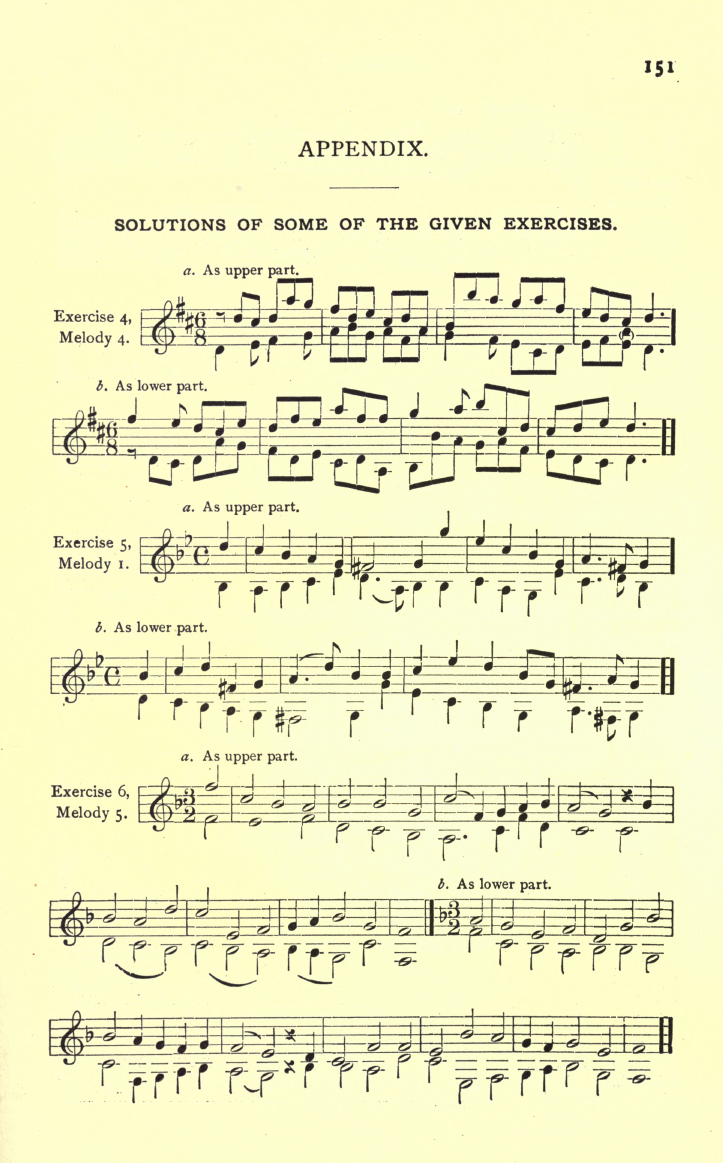 151
APPENDIX.
SOLUTIONS OF SOME OF THE GIVEN EXERCISES.
a. As upper part.
Exercise 4,
Melody 4.
b. As lower part.
a. As upper part.
Exercise 5,
Melody 1.
b. As lower part.
a. As upper part.
Exercise 6,
Melody 5.
b. As lower part.